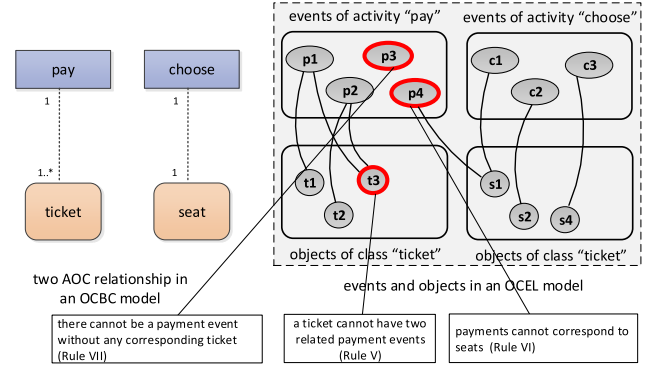 events of activity “pay”
events of activity “choose”
pay
choose
1
1
1..*
1
ticket
seat
p1
p3
p2
p4
c1
c3
c2
t1
t3
t2
s1
s2
s4
objects of class “ticket”
objects of class “ticket”
two AOC relationship in
an OCBC model
events and objects in an OCEL model
there cannot be a payment event
without any corresponding ticket
(Rule VII)
a ticket cannot have two
related payment events
(Rule V)
payments cannot correspond to
seats (Rule VI)